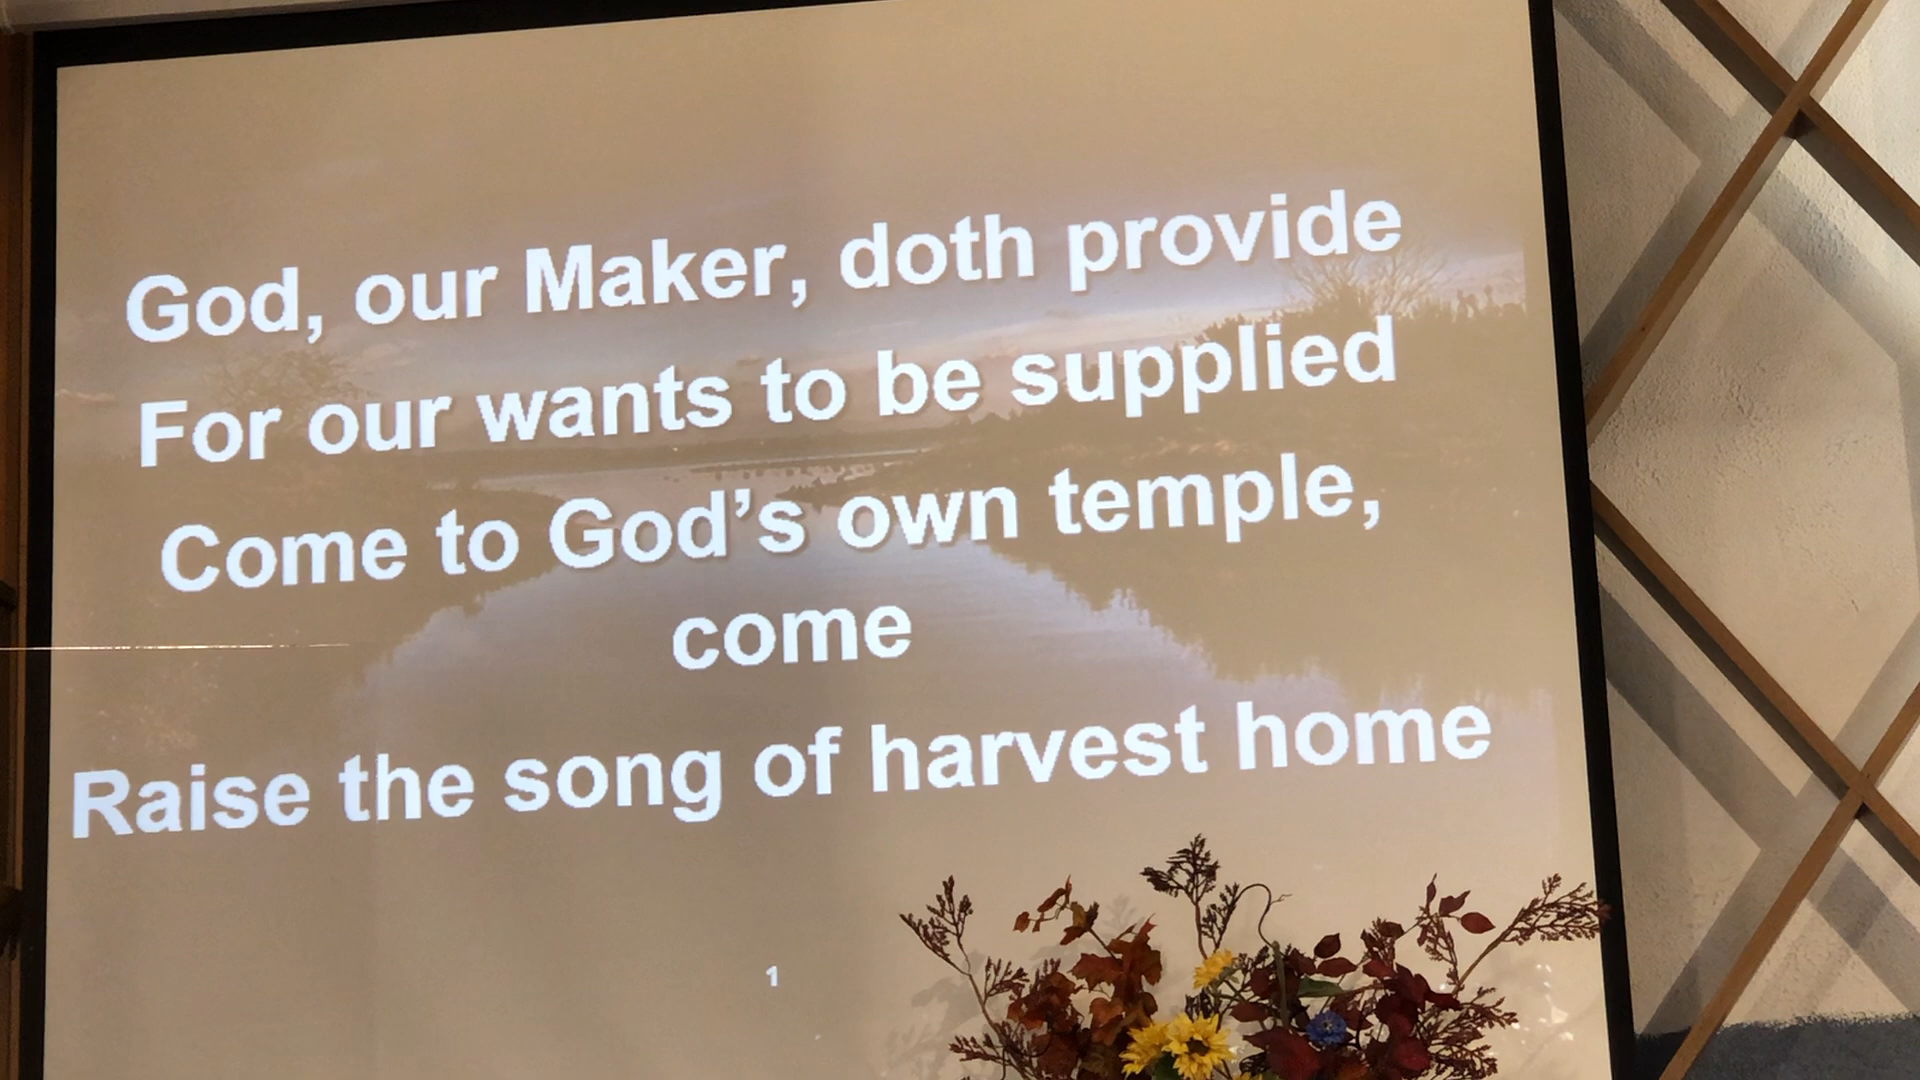 God, our Maker, doth provide
For our wants to be supplied
Come to God’s own temple,
come
Raise the song of harvest home
1